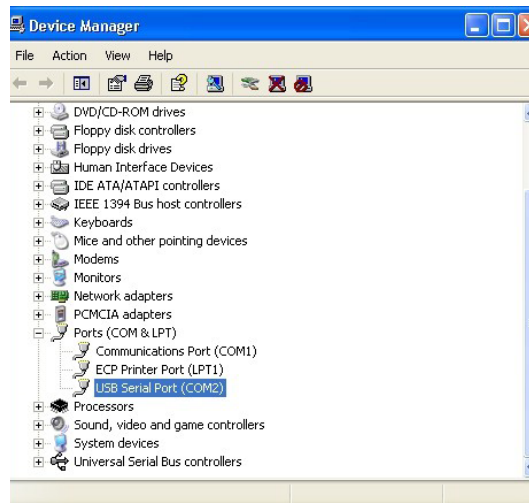 Device Manager
File Action View Help
DVD/CD-ROM drives
Floppy disk controllers
Floppy disk drives
Human Interface Devices
IDE ATA/ATAPI controllers
IEEE 1394 Bus host controllers
Keyboards
Mice and other pointing devices
Modems
Monitors
Network adapters
PCMCIA adapters
Ports (COM & LPT)
Communications Port (COM1)
ECP Printer Port (LPT1)
USB Serial Port (COM2)
Processors
Sound, video and game controllers
System devices
Universal Serial Bus controllers